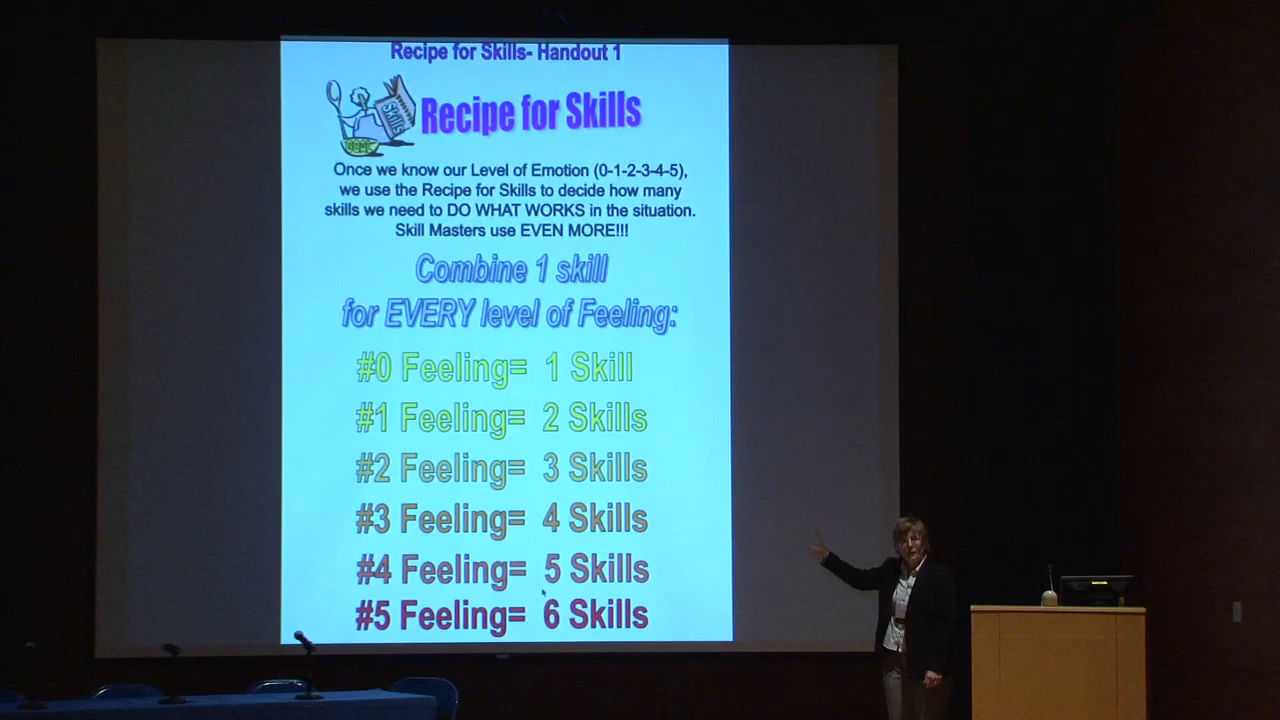 Recipe for Skills- Handout 1
Skills
GOAL
Recipe for Skills
Once we know our Level of Emotion (0-1-2-3-4-5),
we use the Recipe for Skills to decide how many
skills we need to DO WHAT WORKS in the situation.
Skill Masters use EVEN MORE!!!
Combine 1 skill
for EVERY level of Feeling:
#0 Feeling= 1 Skill
#1 Feeling= 2 Skills
#2 Feeling= 3 Skills
#3 Feeling= 4 Skills
#4 Feeling= 5 Skills
#5 Feeling= 6 Skills